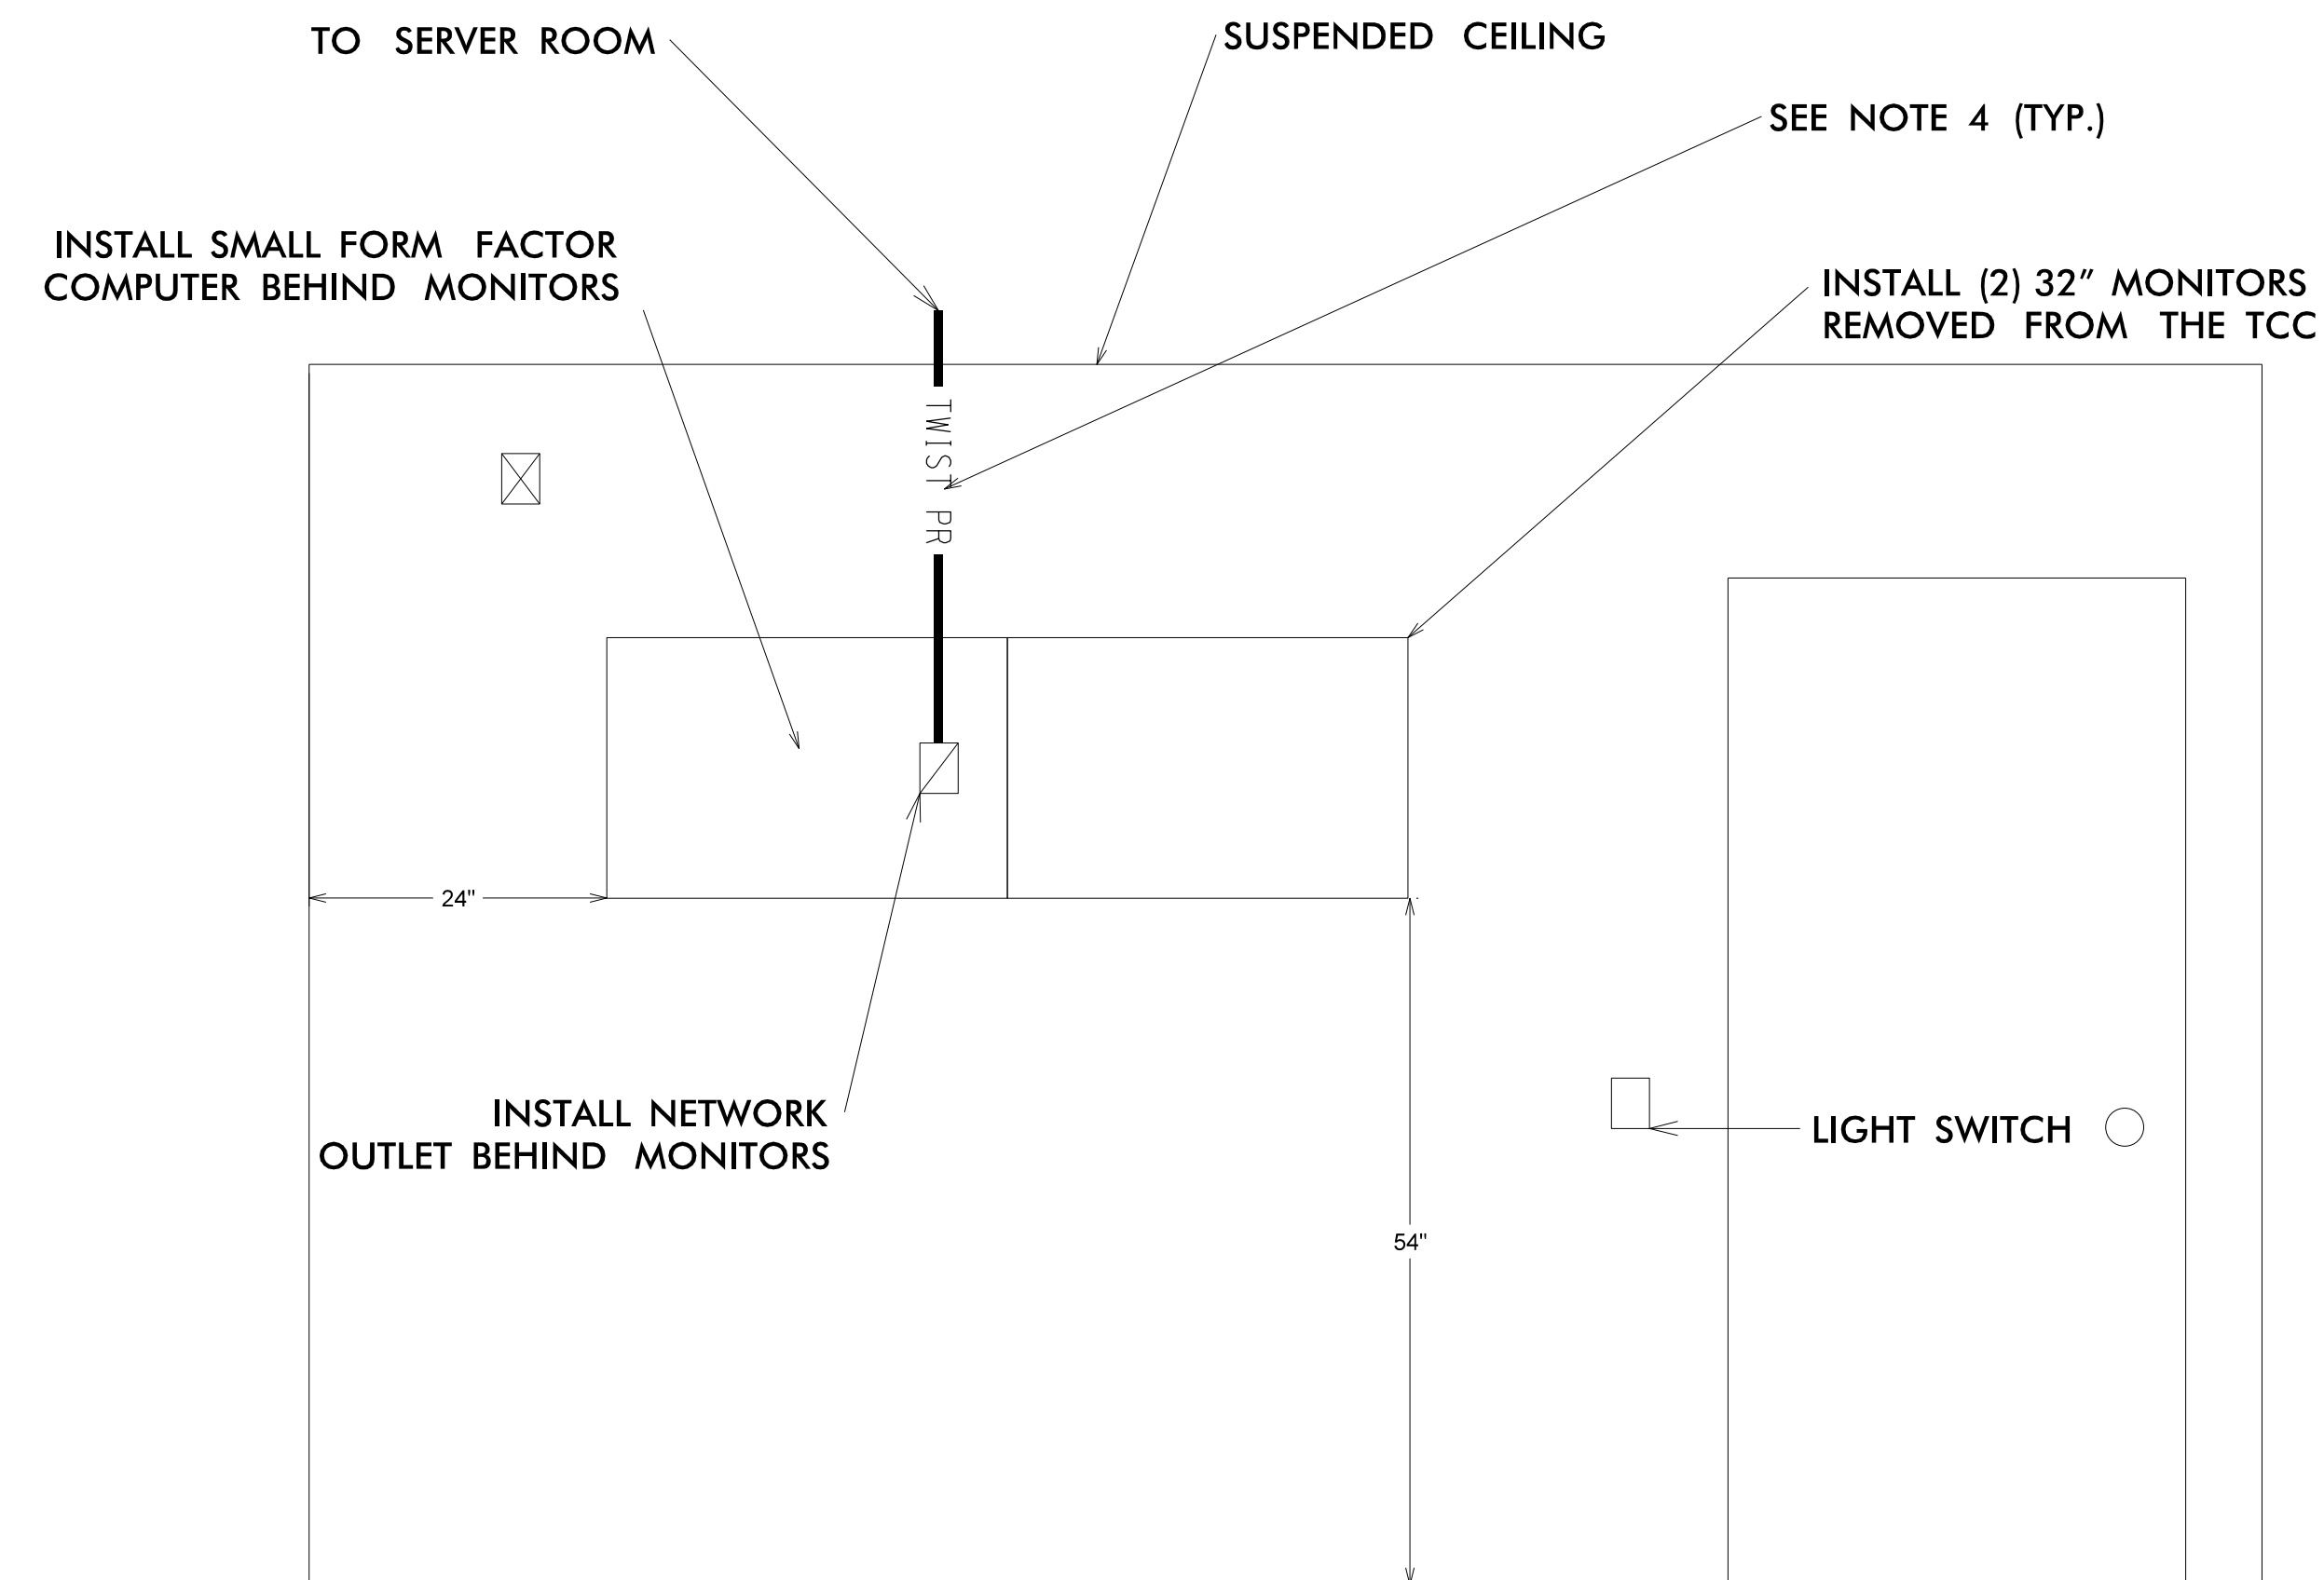 TO SERVER ROOM
SUSPENDED CEILING
SEE NOTE 4 (TYP.)
INSTALL SMALL FORM FACTOR
COMPUTER BEHIND MONITORS
INSTALL (2) 32" MONITORS
REMOVED FROM THE TCC
TWIST PR
24"
INSTALL NETWORK
OUTLET BEHIND MONITORS
LIGHT SWITCH
54"